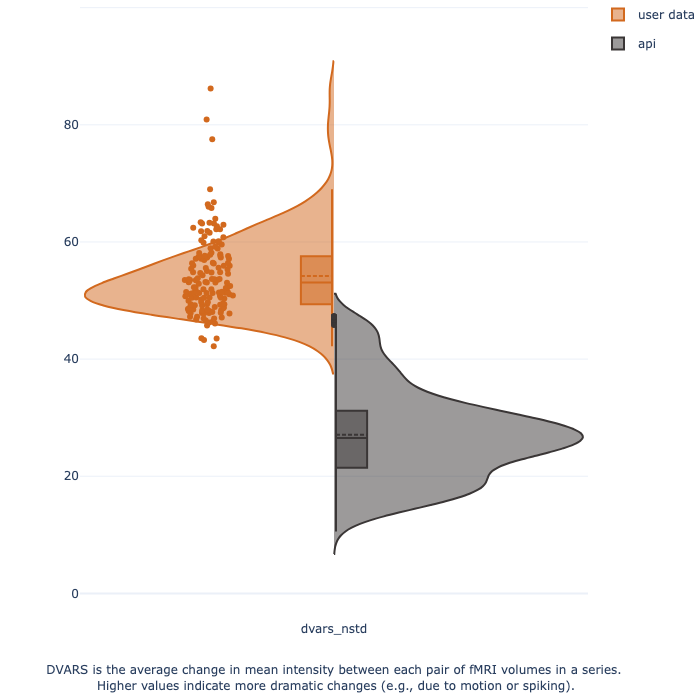 user data
api
80
60
40
20
0
dvars_nstd
DVARS is the average change in mean intensity between each pair of fMRI volumes in a series.
Higher values indicate more dramatic changes (e.g., due to motion or spiking).